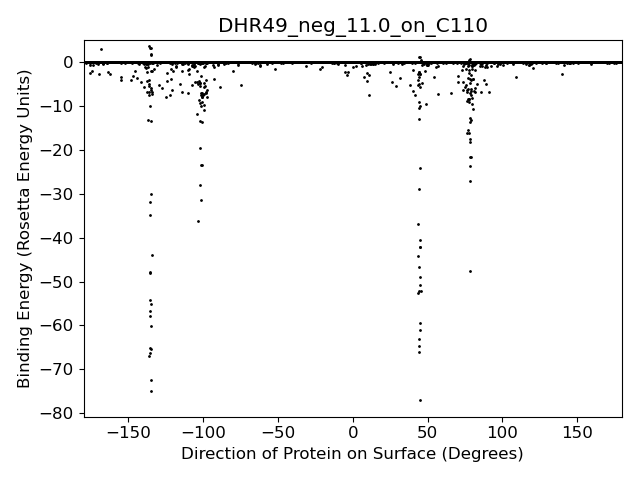 DHR49_neg_11.0_on_C110
Binding Energy (Rosetta Energy Units)
0
−10
−20
−30
−40
−50
−60
−70
−80
−150 −100 −50 0 50 100 150
Direction of Protein on Surface (Degrees)